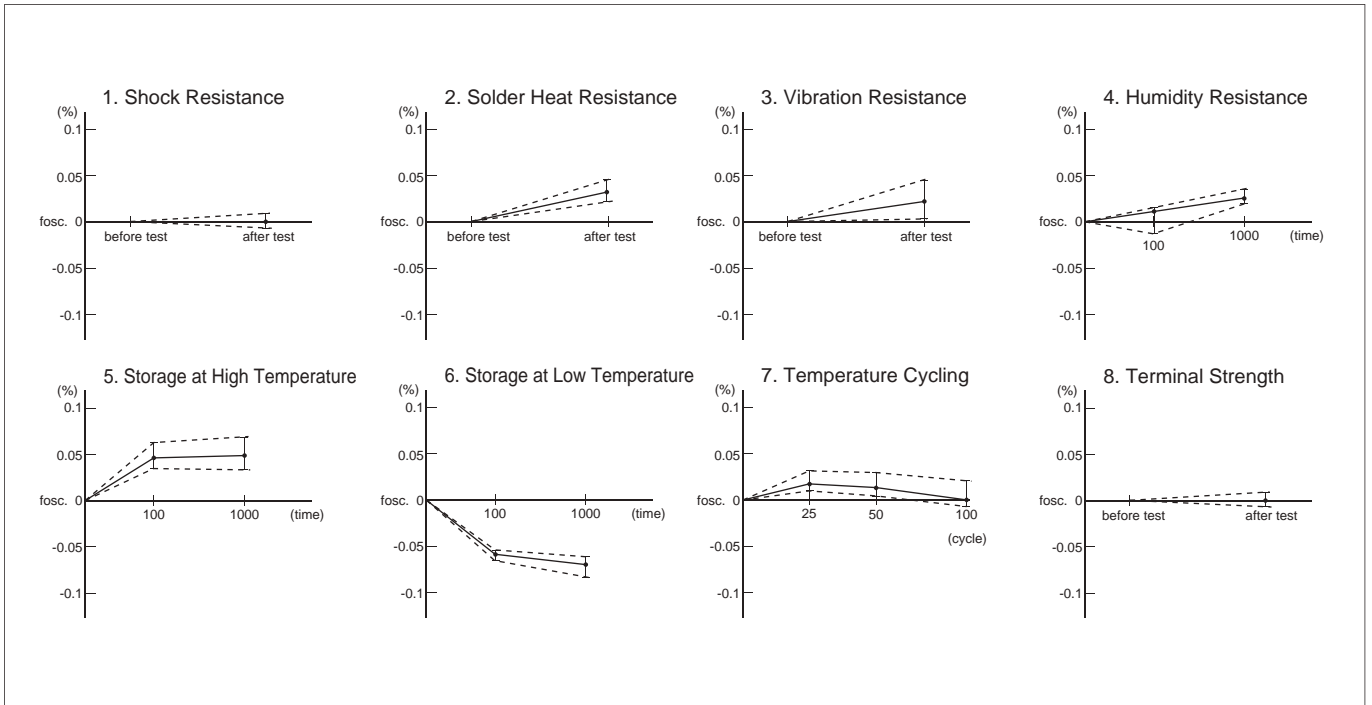 1. Shock Resistance
(%)
0.1
0.05
fosc. 0
before test after test
-0.05
-0.1
2. Solder Heat Resistance
(%)
0.1
0.05
fosc. 0
before test after test
-0.05
-0.1
3. Vibration Resistance
(%)
0.1
0.05
fosc. 0
before test after test
-0.05
-0.1
4. Humidity Resistance
(%)
0.1
0.05
fosc. 0
100 1000 (time)
-0.05
-0.1
5. Storage at High Temperature
(%)
0.1
0.05
fosc. 0
100 1000 (time)
-0.05
-0.1
6. Storage at Low Temperature
(%)
0.1
0.05
fosc. 0
100 1000 (time)
-0.05
-0.1
7. Temperature Cycling
(%)
0.1
0.05
fosc. 0
25 50 100
(cycle)
-0.05
-0.1
8. Terminal Strength
(%)
0.1
0.05
fosc. 0
before test after test
-0.05
-0.1